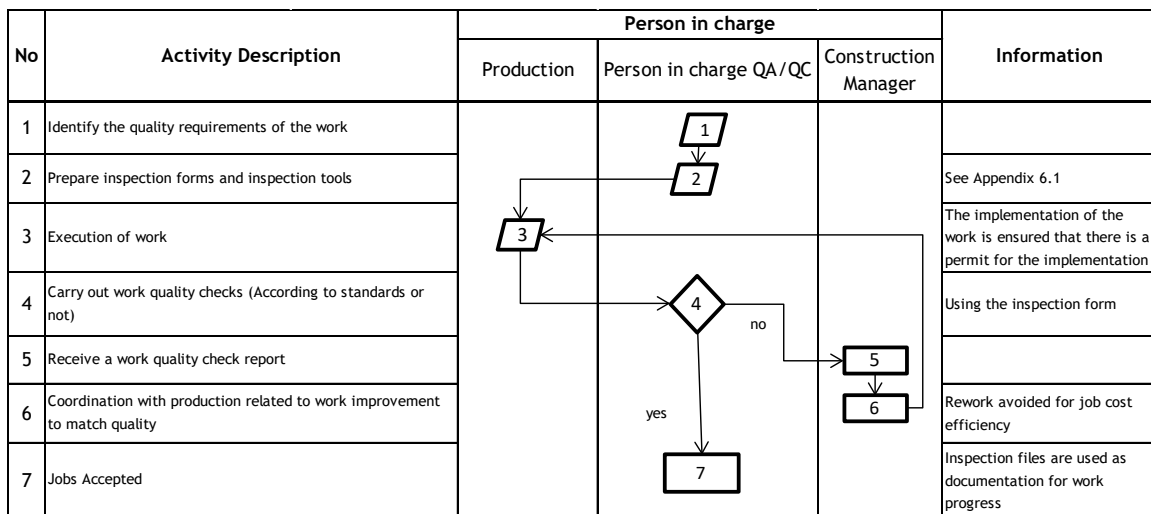 No
Activity Description
Person in charge
Information
Production
Person in charge QA/QC
Construction
Manager
1
Identify the quality requirements of the work
1
2
Prepare inspection forms and inspection tools
2
See Appendix 6.1
3
Execution of work
3
The implementation of the
work is ensured that there is a
permit for the implementation
4
Carry out work quality checks (According to standards or
not)
4
no
Using the inspection form
5
Receive a work quality check report
5
6
Coordination with production related to work improvement
to match quality
yes
6
Rework avoided for job cost
efficiency
7
Jobs Accepted
7
Inspection files are used as
documentation for work
progress